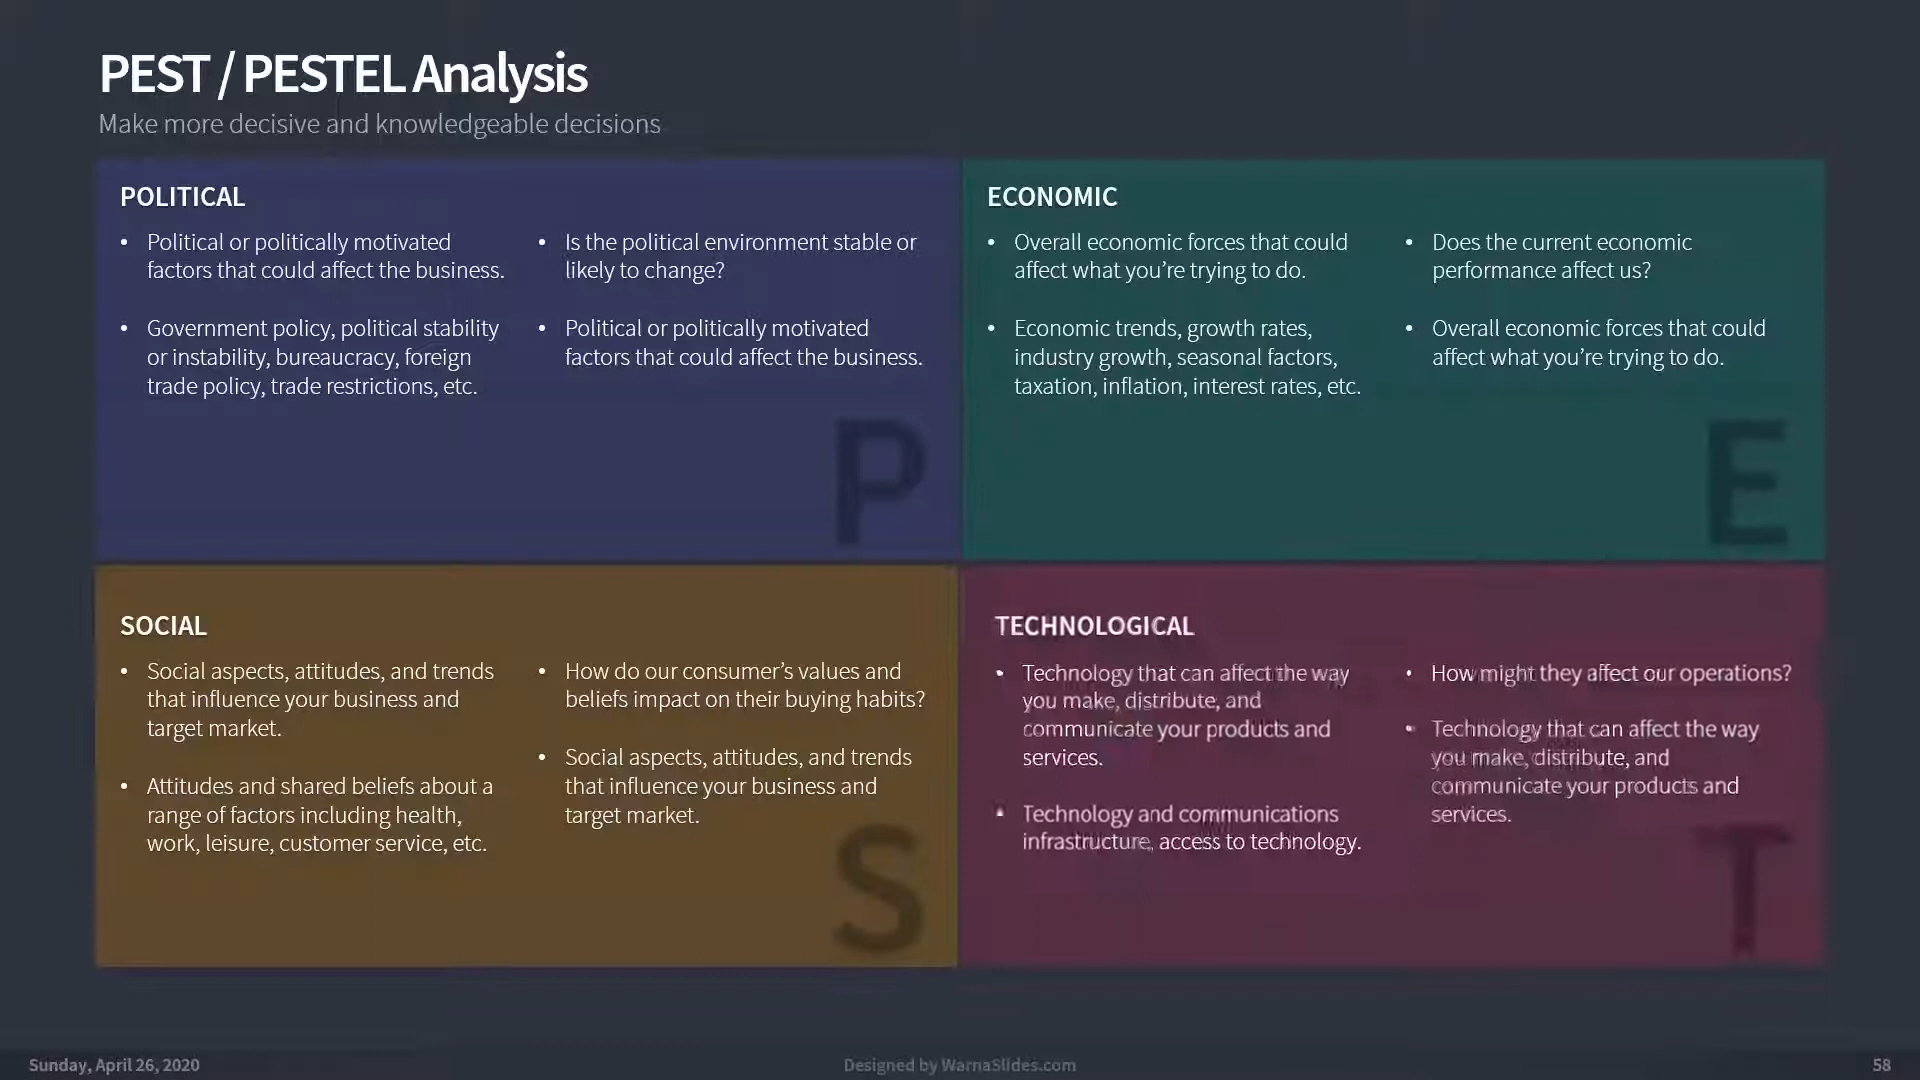 PEST / PESTEL Analysis
Make more decisive and knowledgeable decisions
POLITICAL
• Political or politically motivated
factors that could affect the business.
• Government policy, political stability
or instability, bureaucracy, foreign
trade policy, trade restrictions, etc.
• Is the political environment stable or
likely to change?
• Political or politically motivated
factors that could affect the business.
P
ECONOMIC
• Overall economic forces that could
affect what you’re trying to do.
• Economic trends, growth rates,
industry growth, seasonal factors,
taxation, inflation, interest rates, etc.
• Does the current economic
performance affect us?
• Overall economic forces that could
affect what you’re trying to do.
E
SOCIAL
• Social aspects, attitudes, and trends
that influence your business and
target market.
• Attitudes and shared beliefs about a
range of factors including health,
work, leisure, customer service, etc.
• How do our consumer’s values and
beliefs impact on their buying habits?
• Social aspects, attitudes, and trends
that influence your business and
target market.
S
TECHNOLOGICAL
• Technology that can affect the way
you make, distribute, and
communicate your products and
services.
• Technology and communications
infrastructure, access to technology.
• How might they affect our operations?
• Technology that can affect the way
you make, distribute, and
communicate your products and
services.
T
Sunday, April 26, 2020
Designed by WarnaSlides.com
58